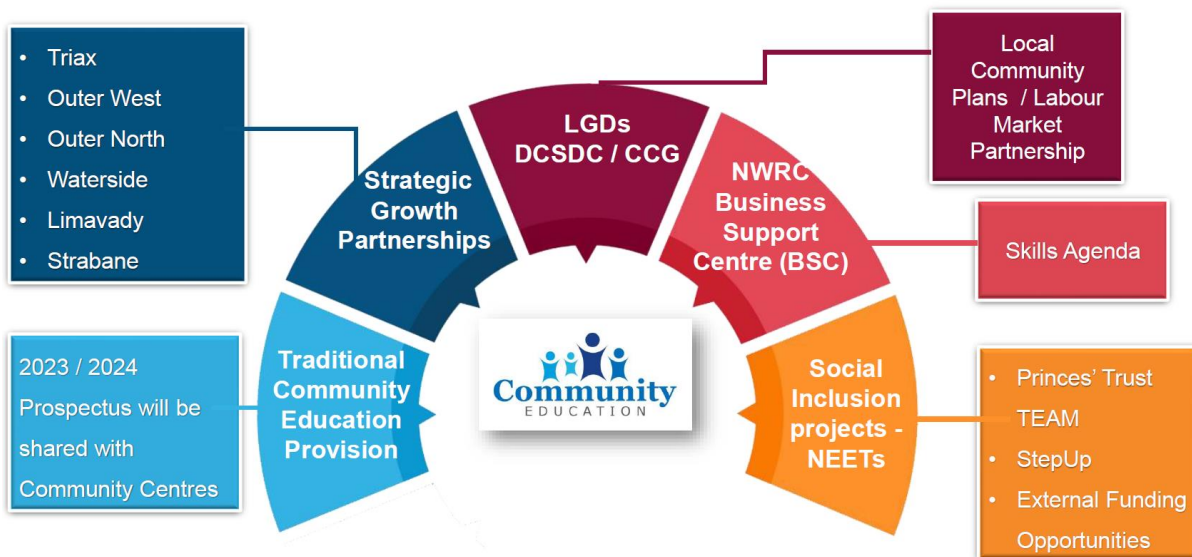 • Triax
• Outer West
• Outer North
• Waterside
• Limavady
• Strabane
2023 / 2024
Prospectus will be
shared with
Community Centres
Traditional
Community
Education
Provision
Strategic
Growth
Partnerships
LGDs
DCSDC / CCG
NWRC
Business
Support
Centre (BSC)
Social
Inclusion
projects -
NEETs
Community
EDUCATION
Local
Community
Plans / Labour
Market
Partnership
Skills Agenda
• Princes' Trust
TEAM
• StepUp
• External Funding
Opportunities